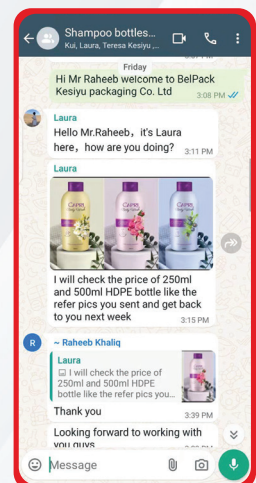 Shampoo bottles...
Kui, Laura, Teresa Kesiyu ,...
Friday
Hi Mr Raheeb welcome to BelPack
Kesiyu packaging Co. Ltd
3:08 PM
Laura
Hello Mr.Raheeb，it's Laura
here，how are you doing?
3:11 PM
Laura
I will check the price of 250ml
and 500ml HDPE bottle like the
refer pics you sent and get back
to you next week
3:15 PM
R
~ Raheeb Khaliq
Laura
I will check the price of
250ml and 500ml HDPE
bottle like the refer pics you...
Thank you
3:39 PM
Looking forward to working with
you guys
Message